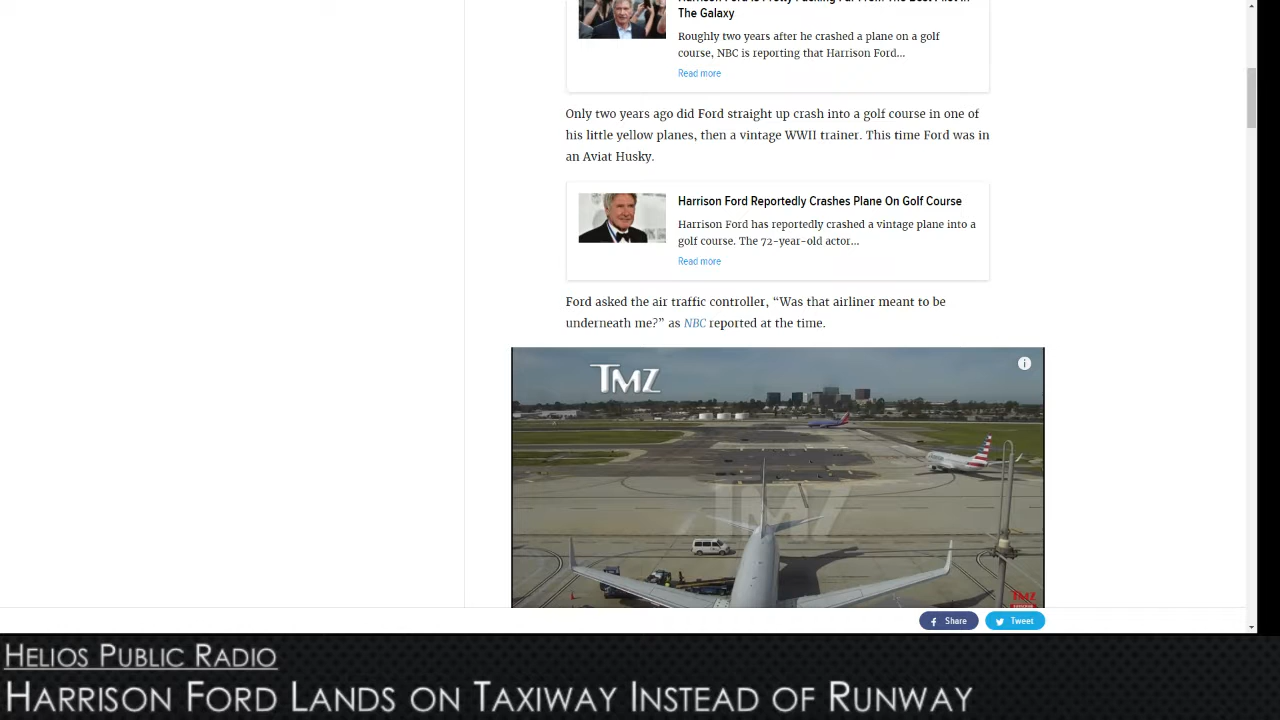 The Galaxy
Roughly two years after he crashed a plane on a golf
course, NBC is reporting that Harrison Ford...
Read more
Only two years ago did Ford straight up crash into a golf course in one of
his little yellow planes, then a vintage WWII trainer. This time Ford was in
an Aviat Husky.
Harrison Ford Reportedly Crashes Plane On Golf Course
Harrison Ford has reportedly crashed a vintage plane into a
golf course. The 72-year-old actor...
Read more
Ford asked the air traffic controller, “Was that airliner meant to be
underneath me?” as NBC reported at the time.
TMZ
TMZ
TMZ
Share
Tweet
Helios Public Radio
Harrison Ford Lands on Taxiway Instead of Runway